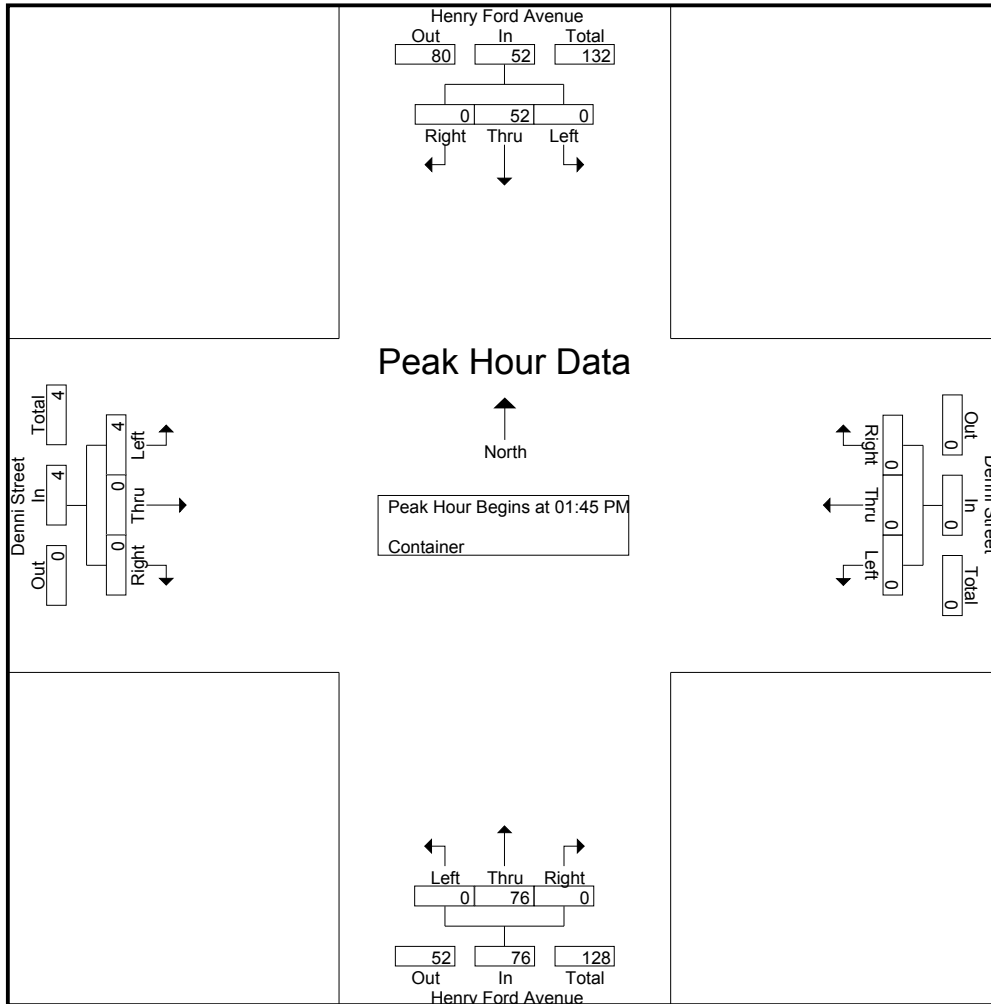 Henry Ford Avenue
Out In Total
80 52 132
0 52 0
Right Thru Left
Peak Hour Data
North
Peak Hour Begins at 01:45 PM
Container
Denni Street
Out In Total
0 4 4
Right Thru Left
0 0 4
Denni Street
Out In Total
0 0 0
Right Thru Left
0 0 0
Left Thru Right
0 76 0
52 76 128
Out In Total
Henry Ford Avenue